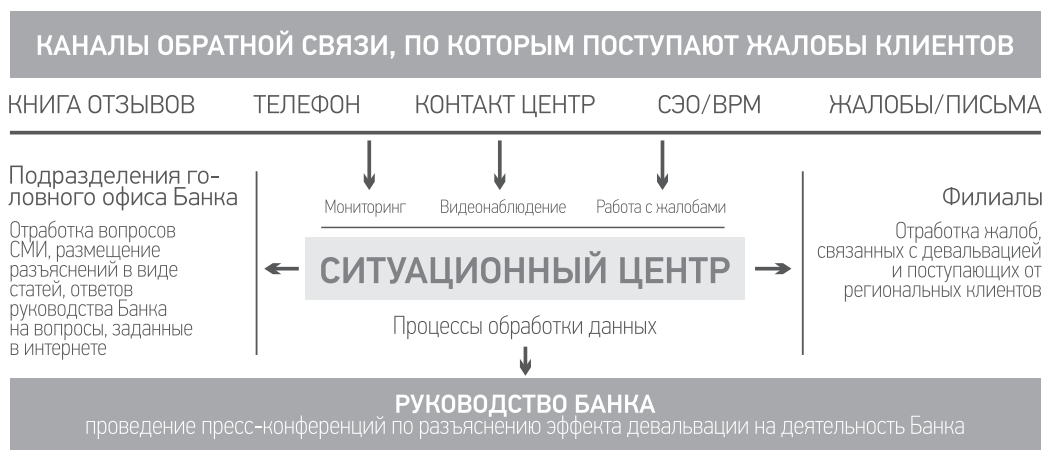 КАНАЛЫ ОБРАТНОЙ СВЯЗИ, ПО КОТОРЫМ ПОСТУПАЮТ ЖАЛОБЫ КЛИЕНТОВ
КНИГА ОТЗЫВОВ ТЕЛЕФОН КОНТАКТ ЦЕНТР СЭО/ВРМ ЖАЛОБЫ/ПИСЬМА
Подразделения го-
ловного офиса Банка
Отработка вопросов
СМИ, размещение
разъяснений в виде
статей, ответов
руководства Банка
на вопросы, заданные
в интернете
Мониторинг Видеонаблюдение Работа с жалобами
СИТУАЦИОННЫЙ ЦЕНТР
Процессы обработки данных
Филиалы
Отработка жалоб,
связанных с девальвацией
и поступающих от
региональных клиентов
РУКОВОДСТВО БАНКА
проведение пресс-конференций по разъяснению эффекта девальвации на деятельность Банка